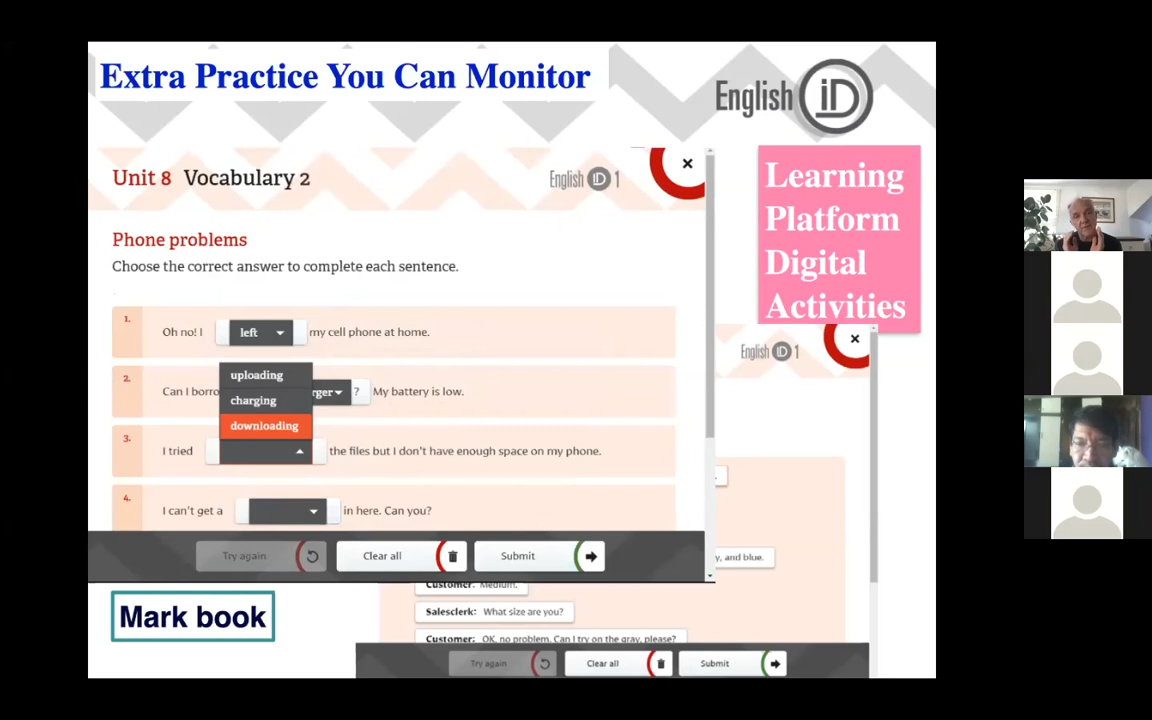 Extra Practice You Can Monitor
English iD
Learning
Platform
Digital
Activities
Unit 8 Vocabulary 2
English iD 1
Phone problems
Choose the correct answer to complete each sentence.
1. Oh no! I left my cell phone at home.
uploading
2. Can I borro rger ? My battery is low.
charging
downloading
3. I tried the files but I don't have enough space on my phone.
4. I can't get a in here. Can you?
Try again Clear all Submit
English iD 1
y, and blue.
Customer: Medium.
Salesclerk: What size are you?
Customer: OK, no problem. Can I try on the gray, please?
Try again Clear all Submit
Mark book